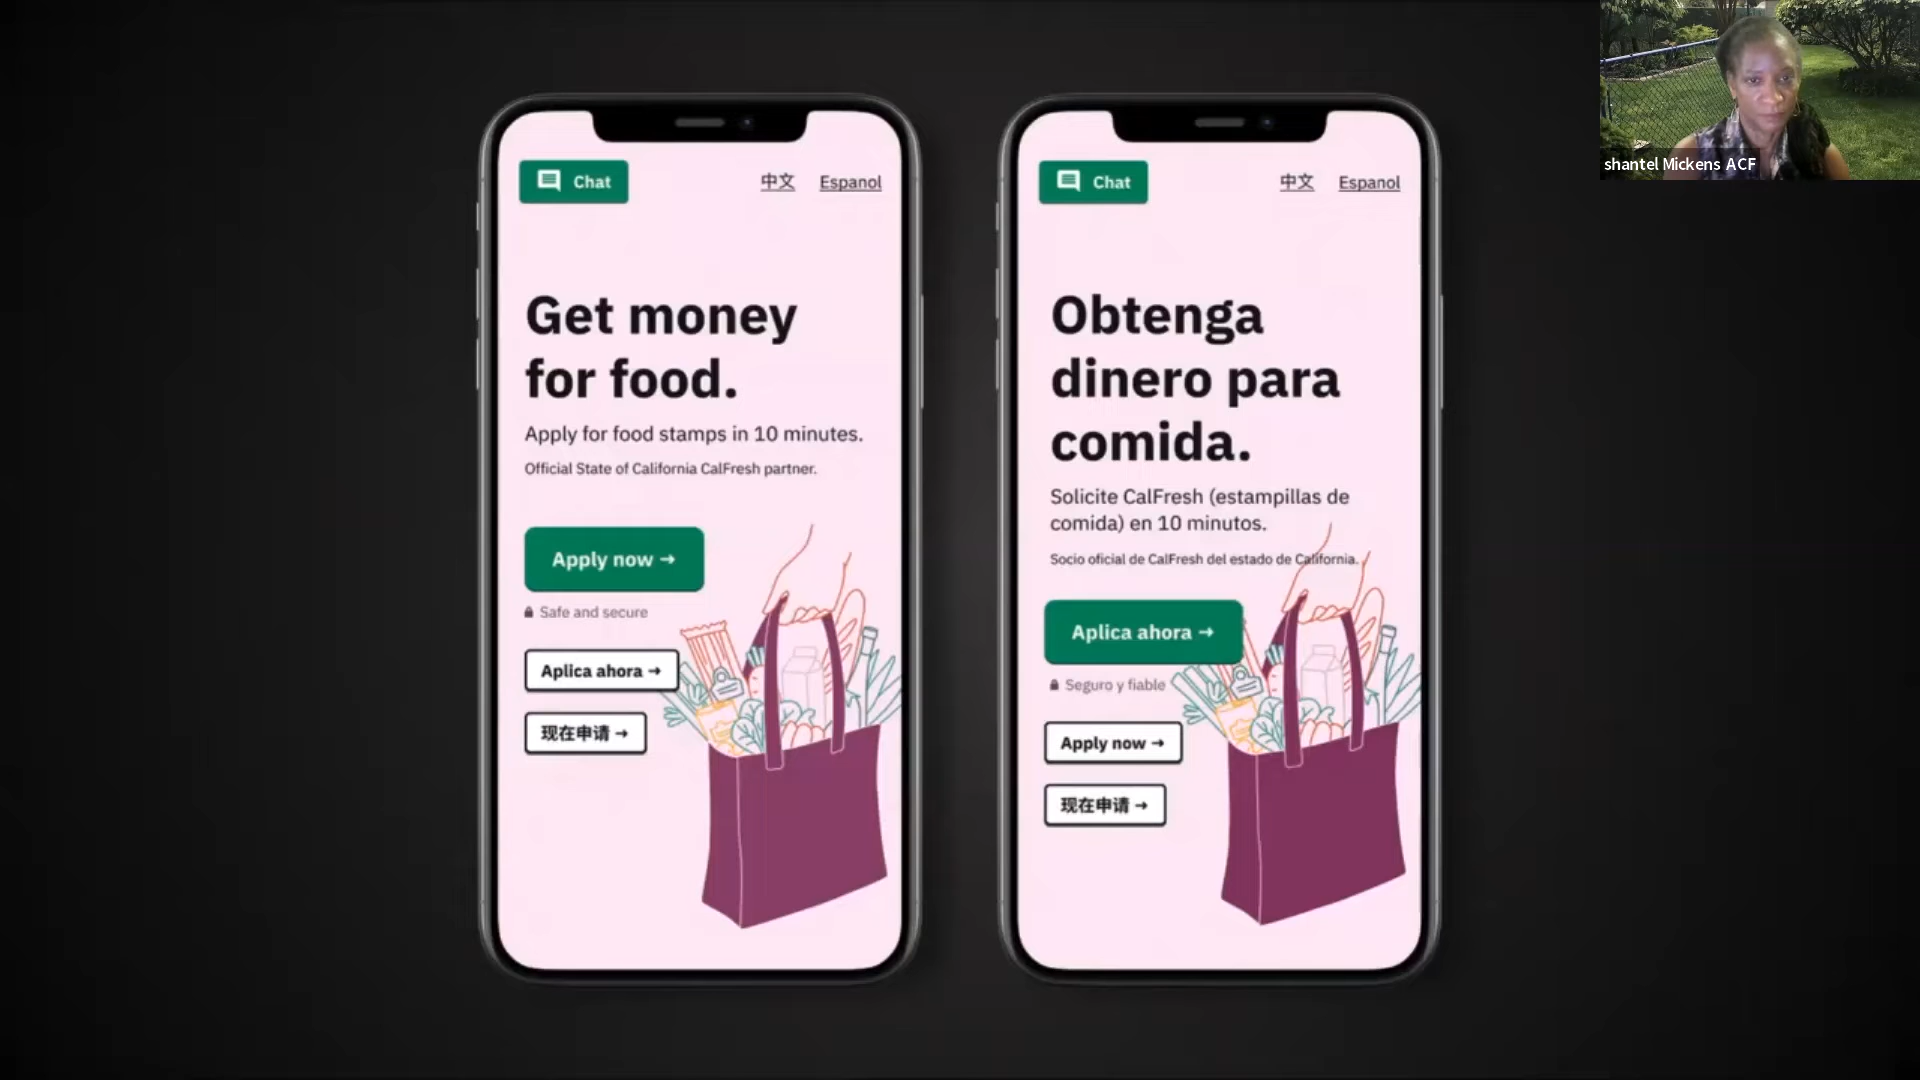 Chat
中文 Espanol
Get money
for food.
Apply for food stamps in 10 minutes.
Official State of California CalFresh partner.
Apply now →
Safe and secure
Aplica ahora →
现在申请 →
Chat
中文 Espanol
Obtenga
dinero para
comida.
Solicite CalFresh (estampillas de
comida) en 10 minutos.
Socio oficial de CalFresh del estado de California.
Aplica ahora →
Seguro y fiable
Apply now →
现在申请 →
shantel Mickens ACF